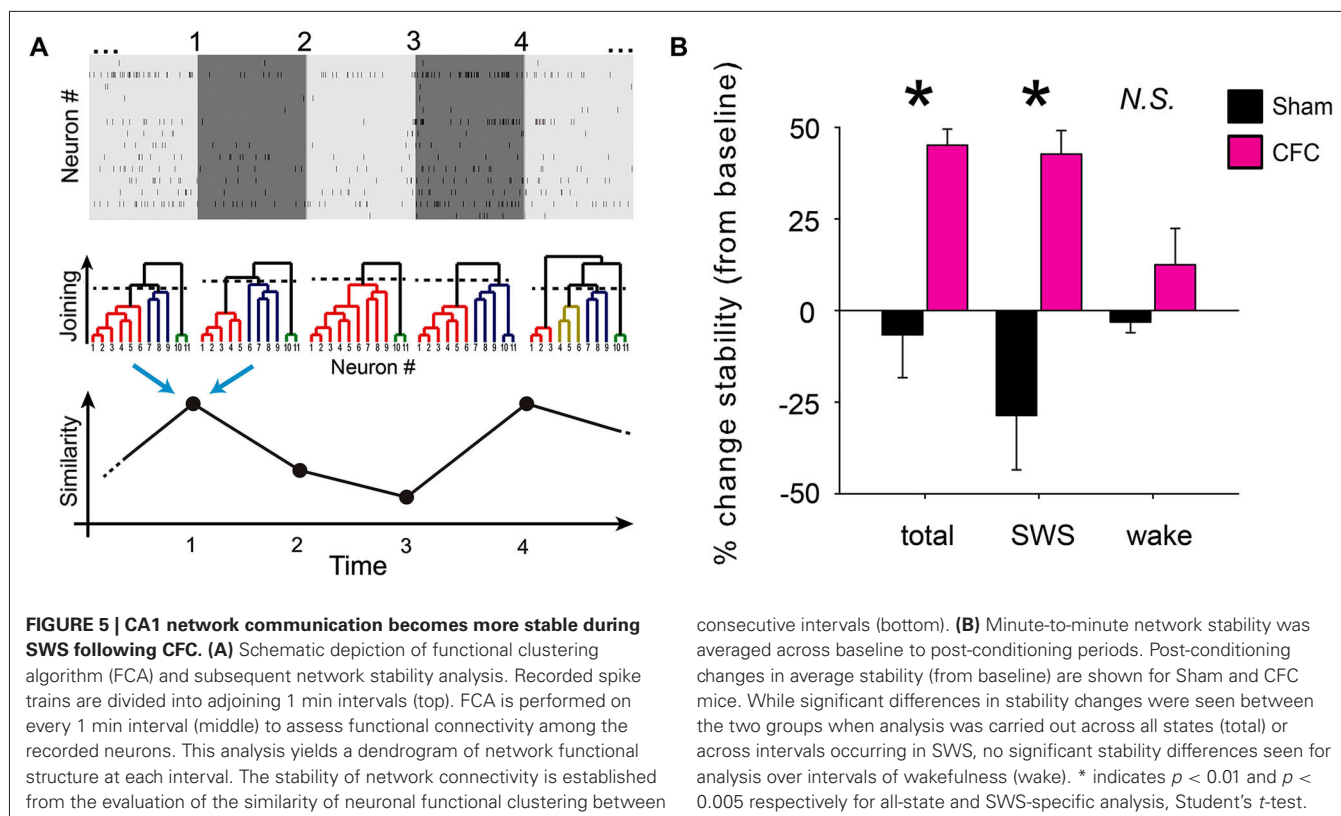 A
... 1 2 3 4 ...
Neuron #
Joining
1 2 3 4 5 6 7 8 9 10 11 1 2 3 4 5 6 7 8 9 10 11 1 2 3 4 5 6 7 8 9 10 11 1 2 3 4 5 6 7 8 9 10 11 1 2 3 4 5 6 7 8 9 10 11
Neuron #
Similarity
1 2 3 4
Time
B
% change stability (from baseline)
* * N.S.
Sham
CFC
50
25
0
-25
-50
total SWS wake
FIGURE 5 | CA1 network communication becomes more stable during
SWS following CFC. (A) Schematic depiction of functional clustering
algorithm (FCA) and subsequent network stability analysis. Recorded spike
trains are divided into adjoining 1 min intervals (top). FCA is performed on
every 1 min interval (middle) to assess functional connectivity among the
recorded neurons. This analysis yields a dendrogram of network functional
structure at each interval. The stability of network connectivity is established
from the evaluation of the similarity of neuronal functional clustering between
consecutive intervals (bottom). (B) Minute-to-minute network stability was
averaged across baseline to post-conditioning periods. Post-conditioning
changes in average stability (from baseline) are shown for Sham and CFC
mice. While significant differences in stability changes were seen between
the two groups when analysis was carried out across all states (total) or
across intervals occurring in SWS, no significant stability differences seen for
analysis over intervals of wakefulness (wake). * indicates p < 0.01 and p <
0.005 respectively for all-state and SWS-specific analysis, Student's t-test.